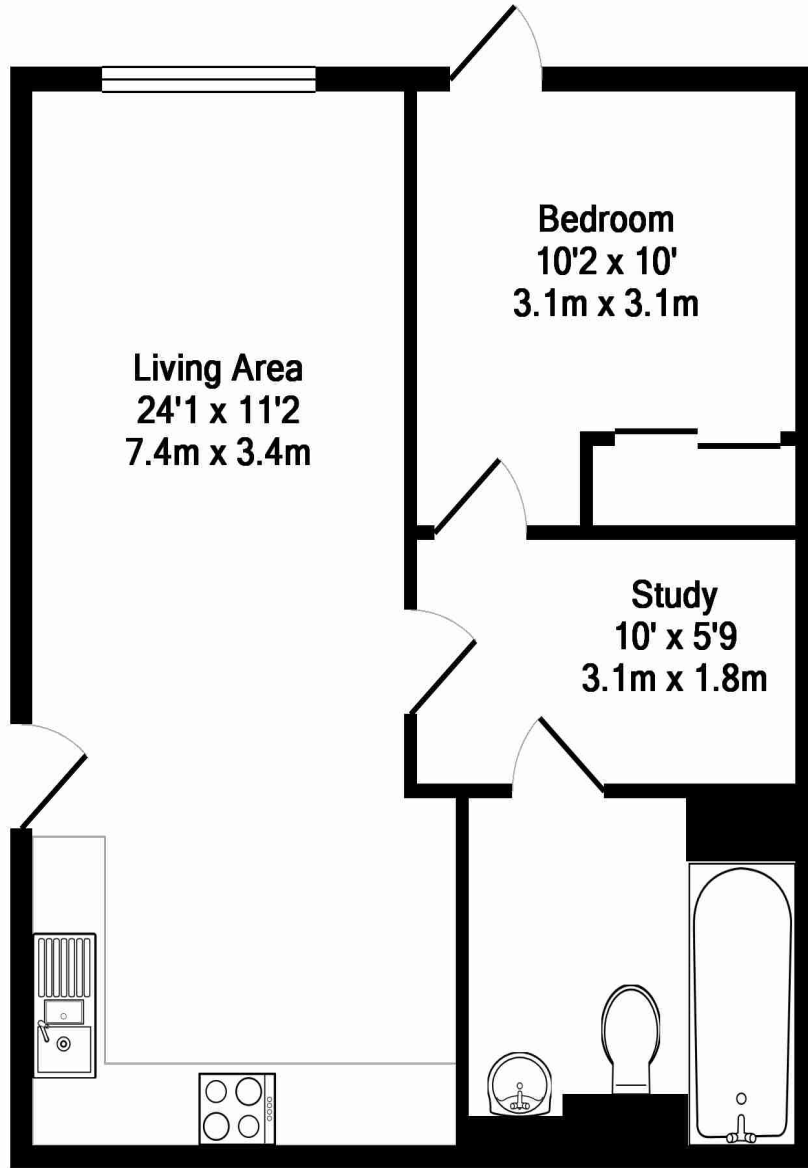 Bedroom
10'2 x 10'
3.1m x 3.1m
Living Area
24'1 x 11'2
7.4m x 3.4m
Study
10' x 5'9
3.1m x 1.8m